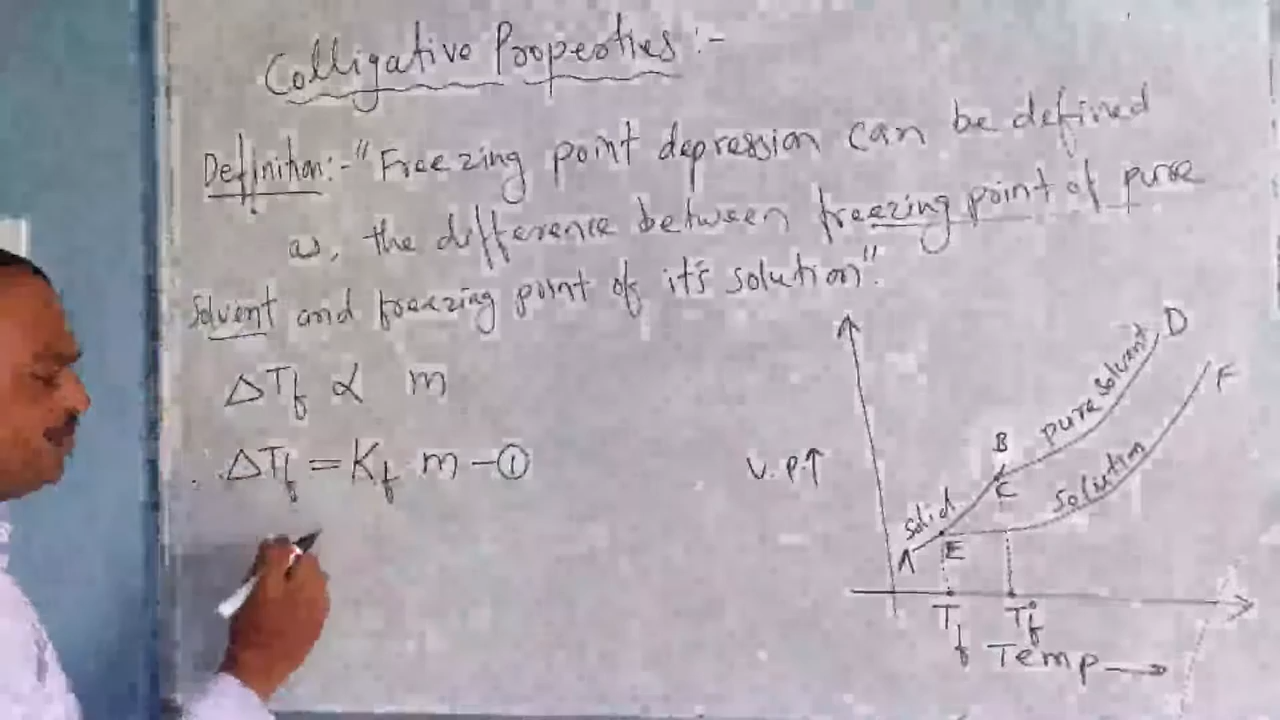 Colligative Properties :-
Definition:- "Freezing point depression can be defined
as, the difference between freezing point of pure
Solvent and freezing point of it's solution".
ΔTf ∝ m
ΔTf = Kf m - ①
V.P↑
A
solid
B
C
pure solvent
D
E
solution
F
Tf
T°f
Temp →